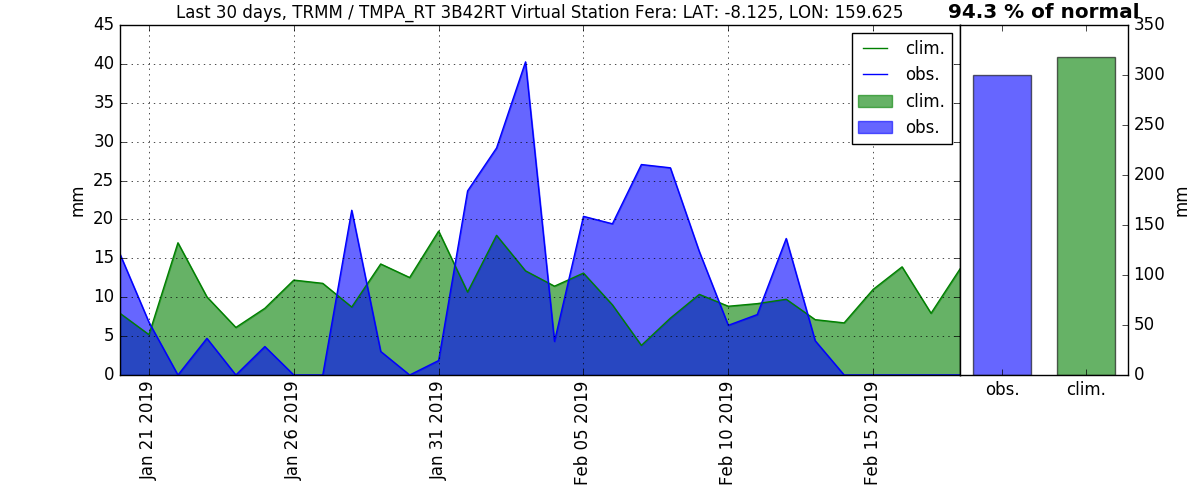 Last 30 days, TRMM / TMPA_RT 3B42RT Virtual Station Fera: LAT: -8.125, LON: 159.625
94.3 % of normal
45
40
35
30
25
20
15
10
5
0
mm
clim.
obs.
clim.
obs.
350
300
250
200
150
100
50
0
mm
Jan 21 2019
Jan 26 2019
Jan 31 2019
Feb 05 2019
Feb 10 2019
Feb 15 2019
obs.
clim.